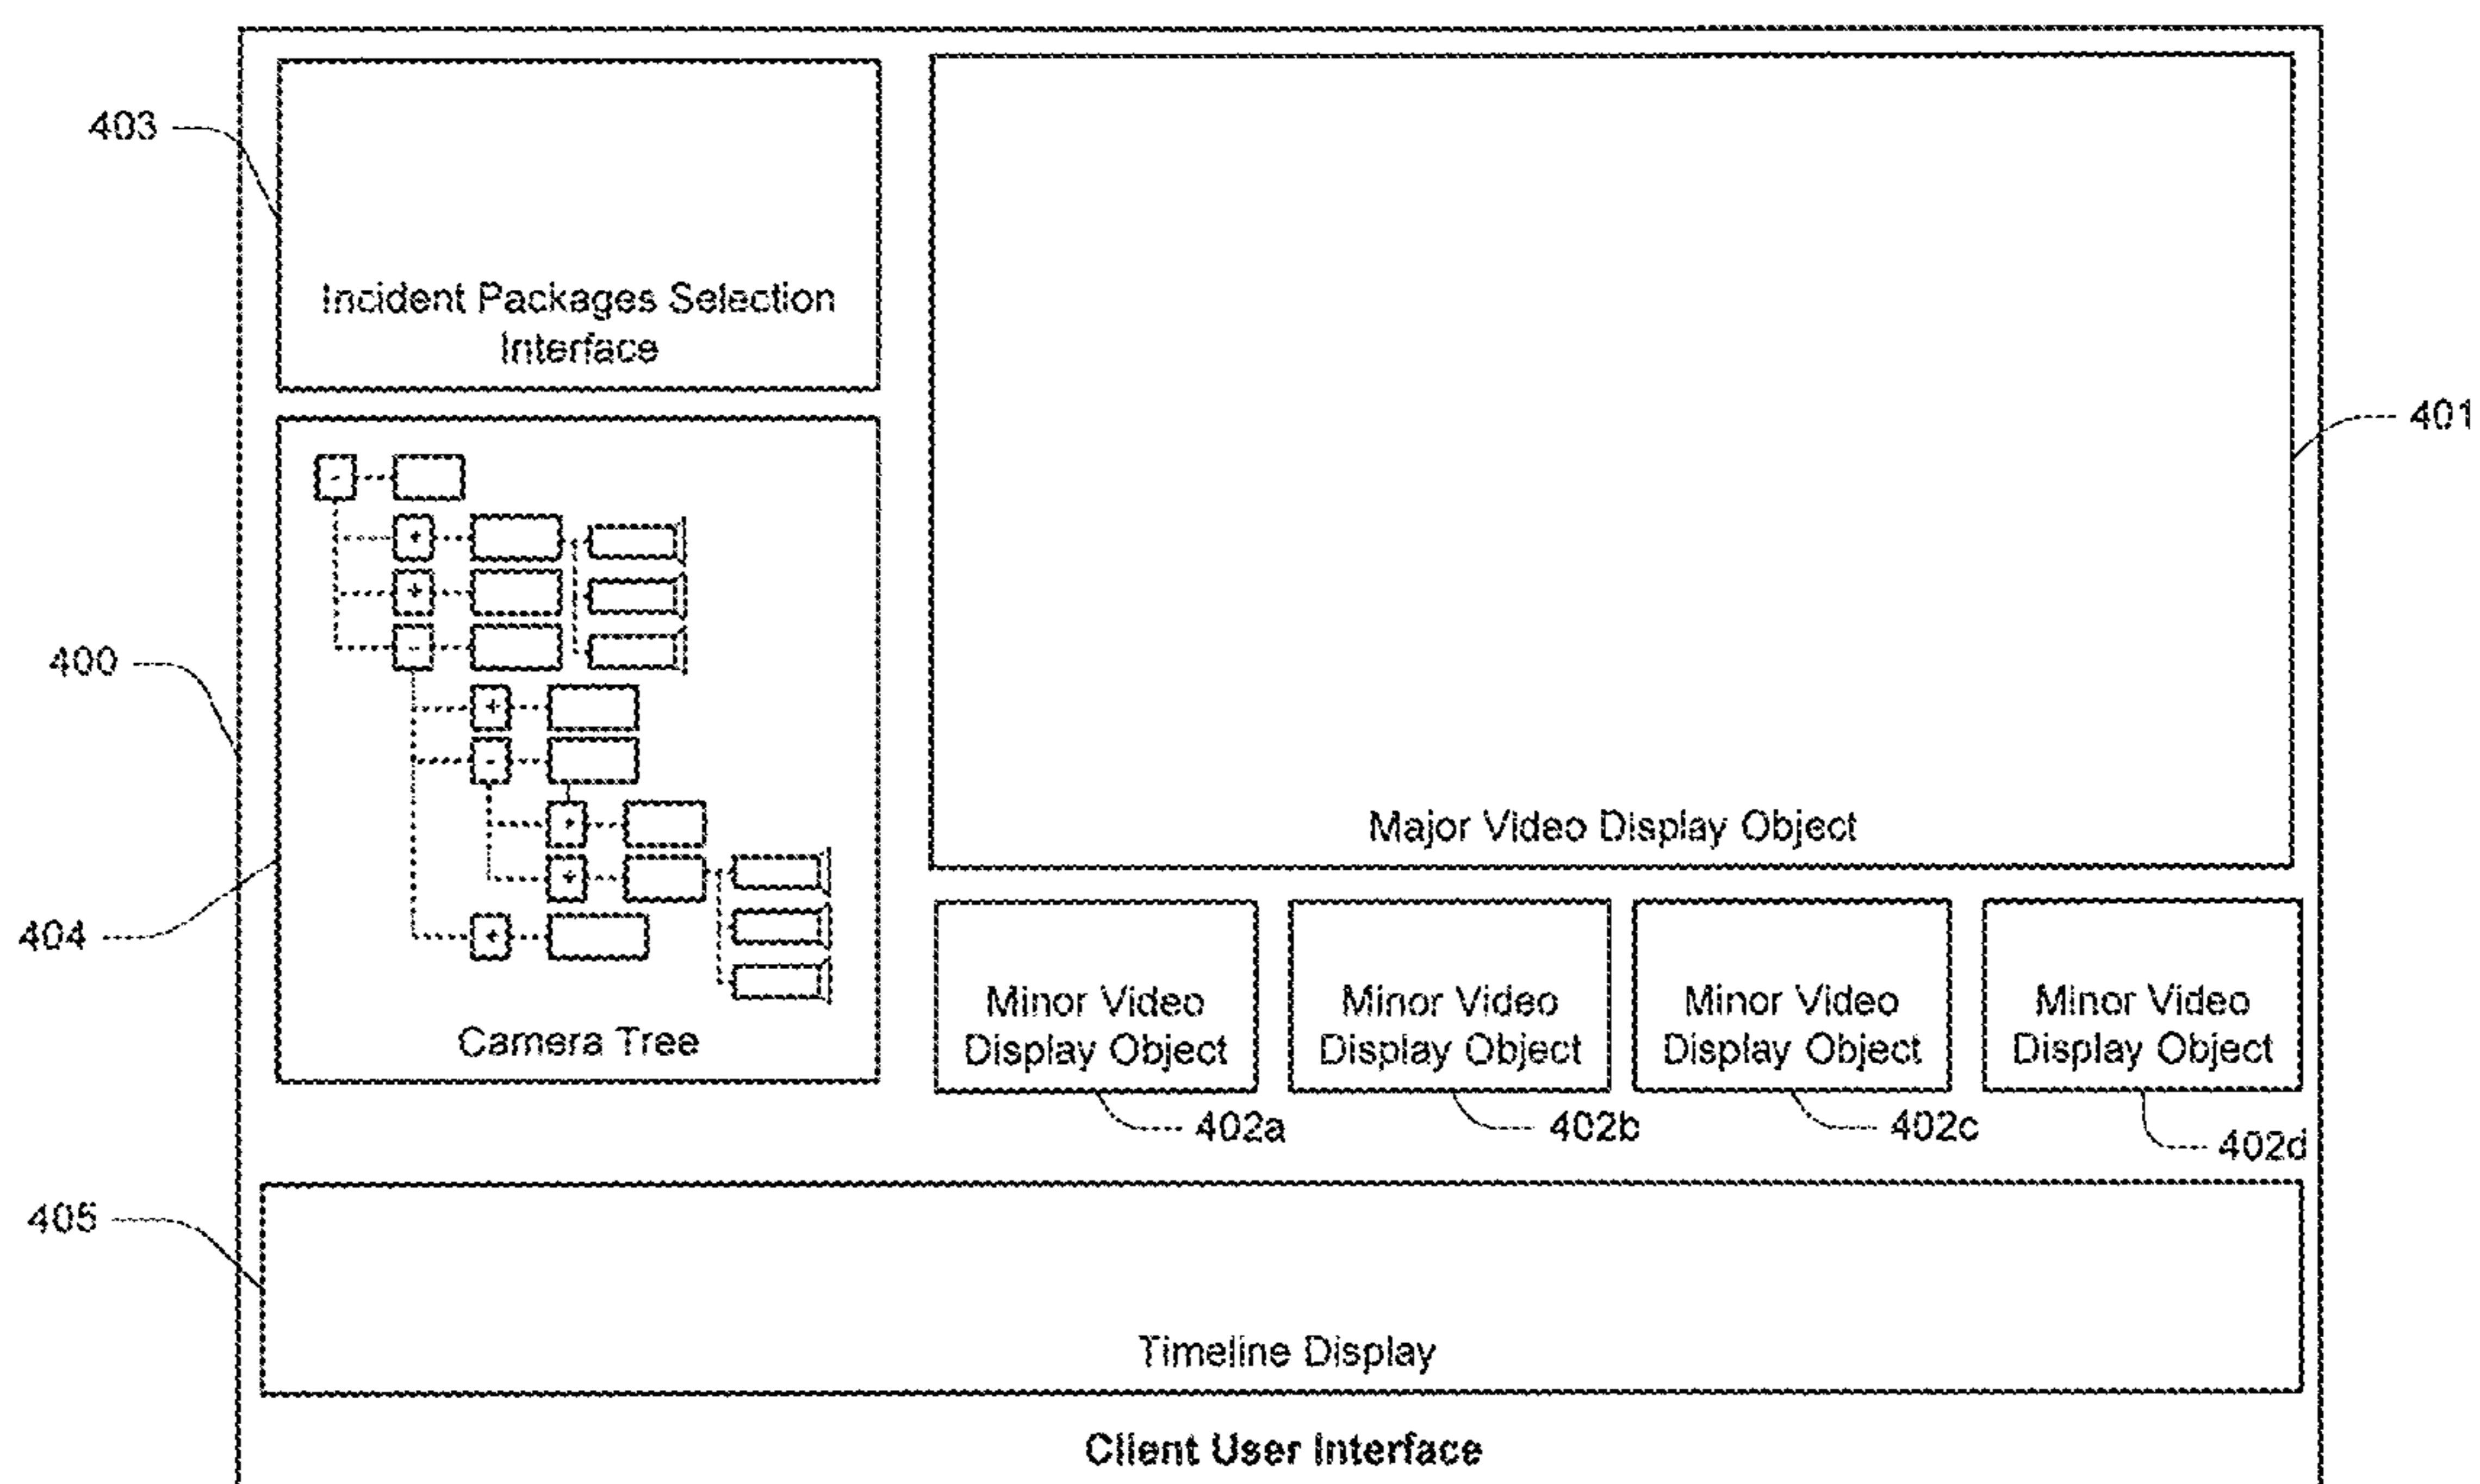 403
Incident Packages Selection
Interface
401
-
+
+
-
400
+
-
+
+
+
404
Camera Tree
Major Video Display Object
Minor Video
Display Object
402a
Minor Video
Display Object
402b
Minor Video
Display Object
402c
Minor Video
Display Object
402d
405
Timeline Display
Client User Interface